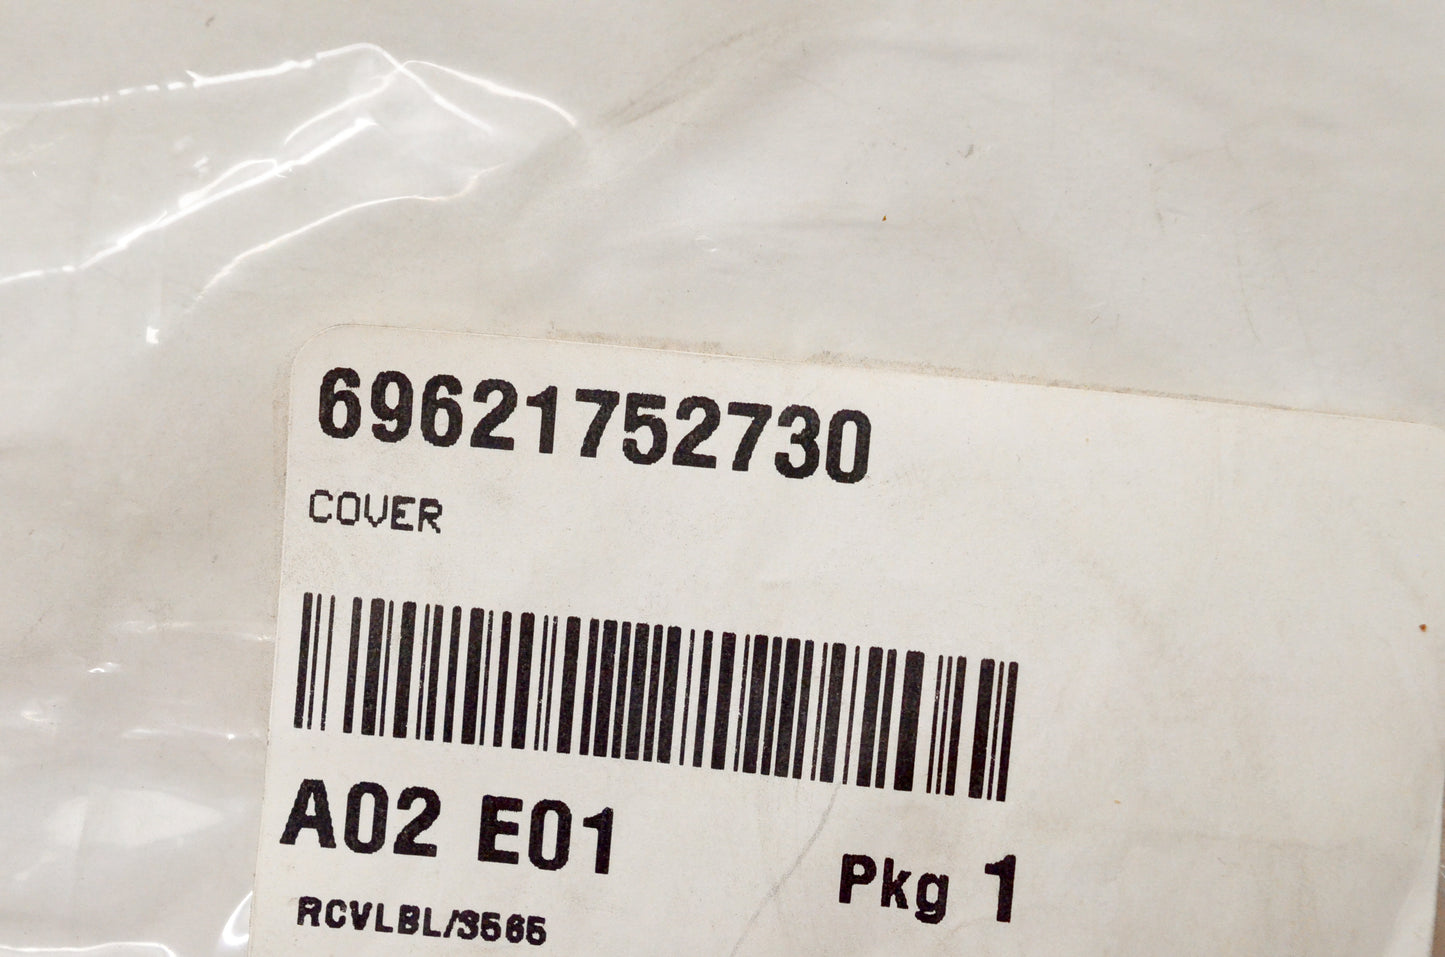 69621752730
COVER
A02 E01
Pkg 1
RCVLBL/3565